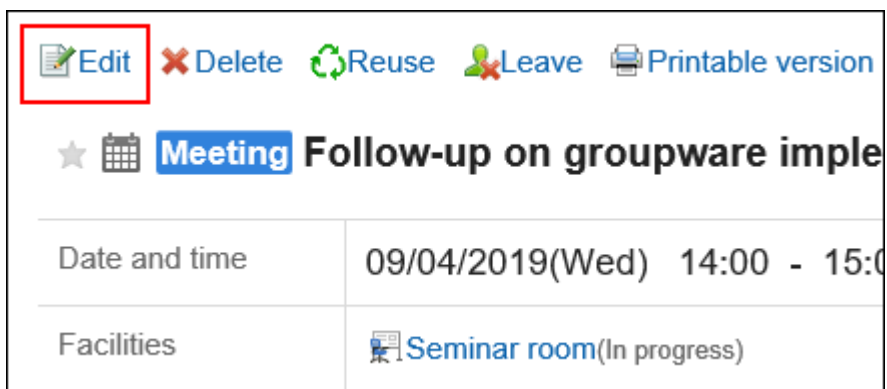 Edit Delete Reuse Leave Printable version
Meeting Follow-up on groupware imple
Date and time 09/04/2019(Wed) 14:00 - 15:0
Facilities Seminar room(In progress)